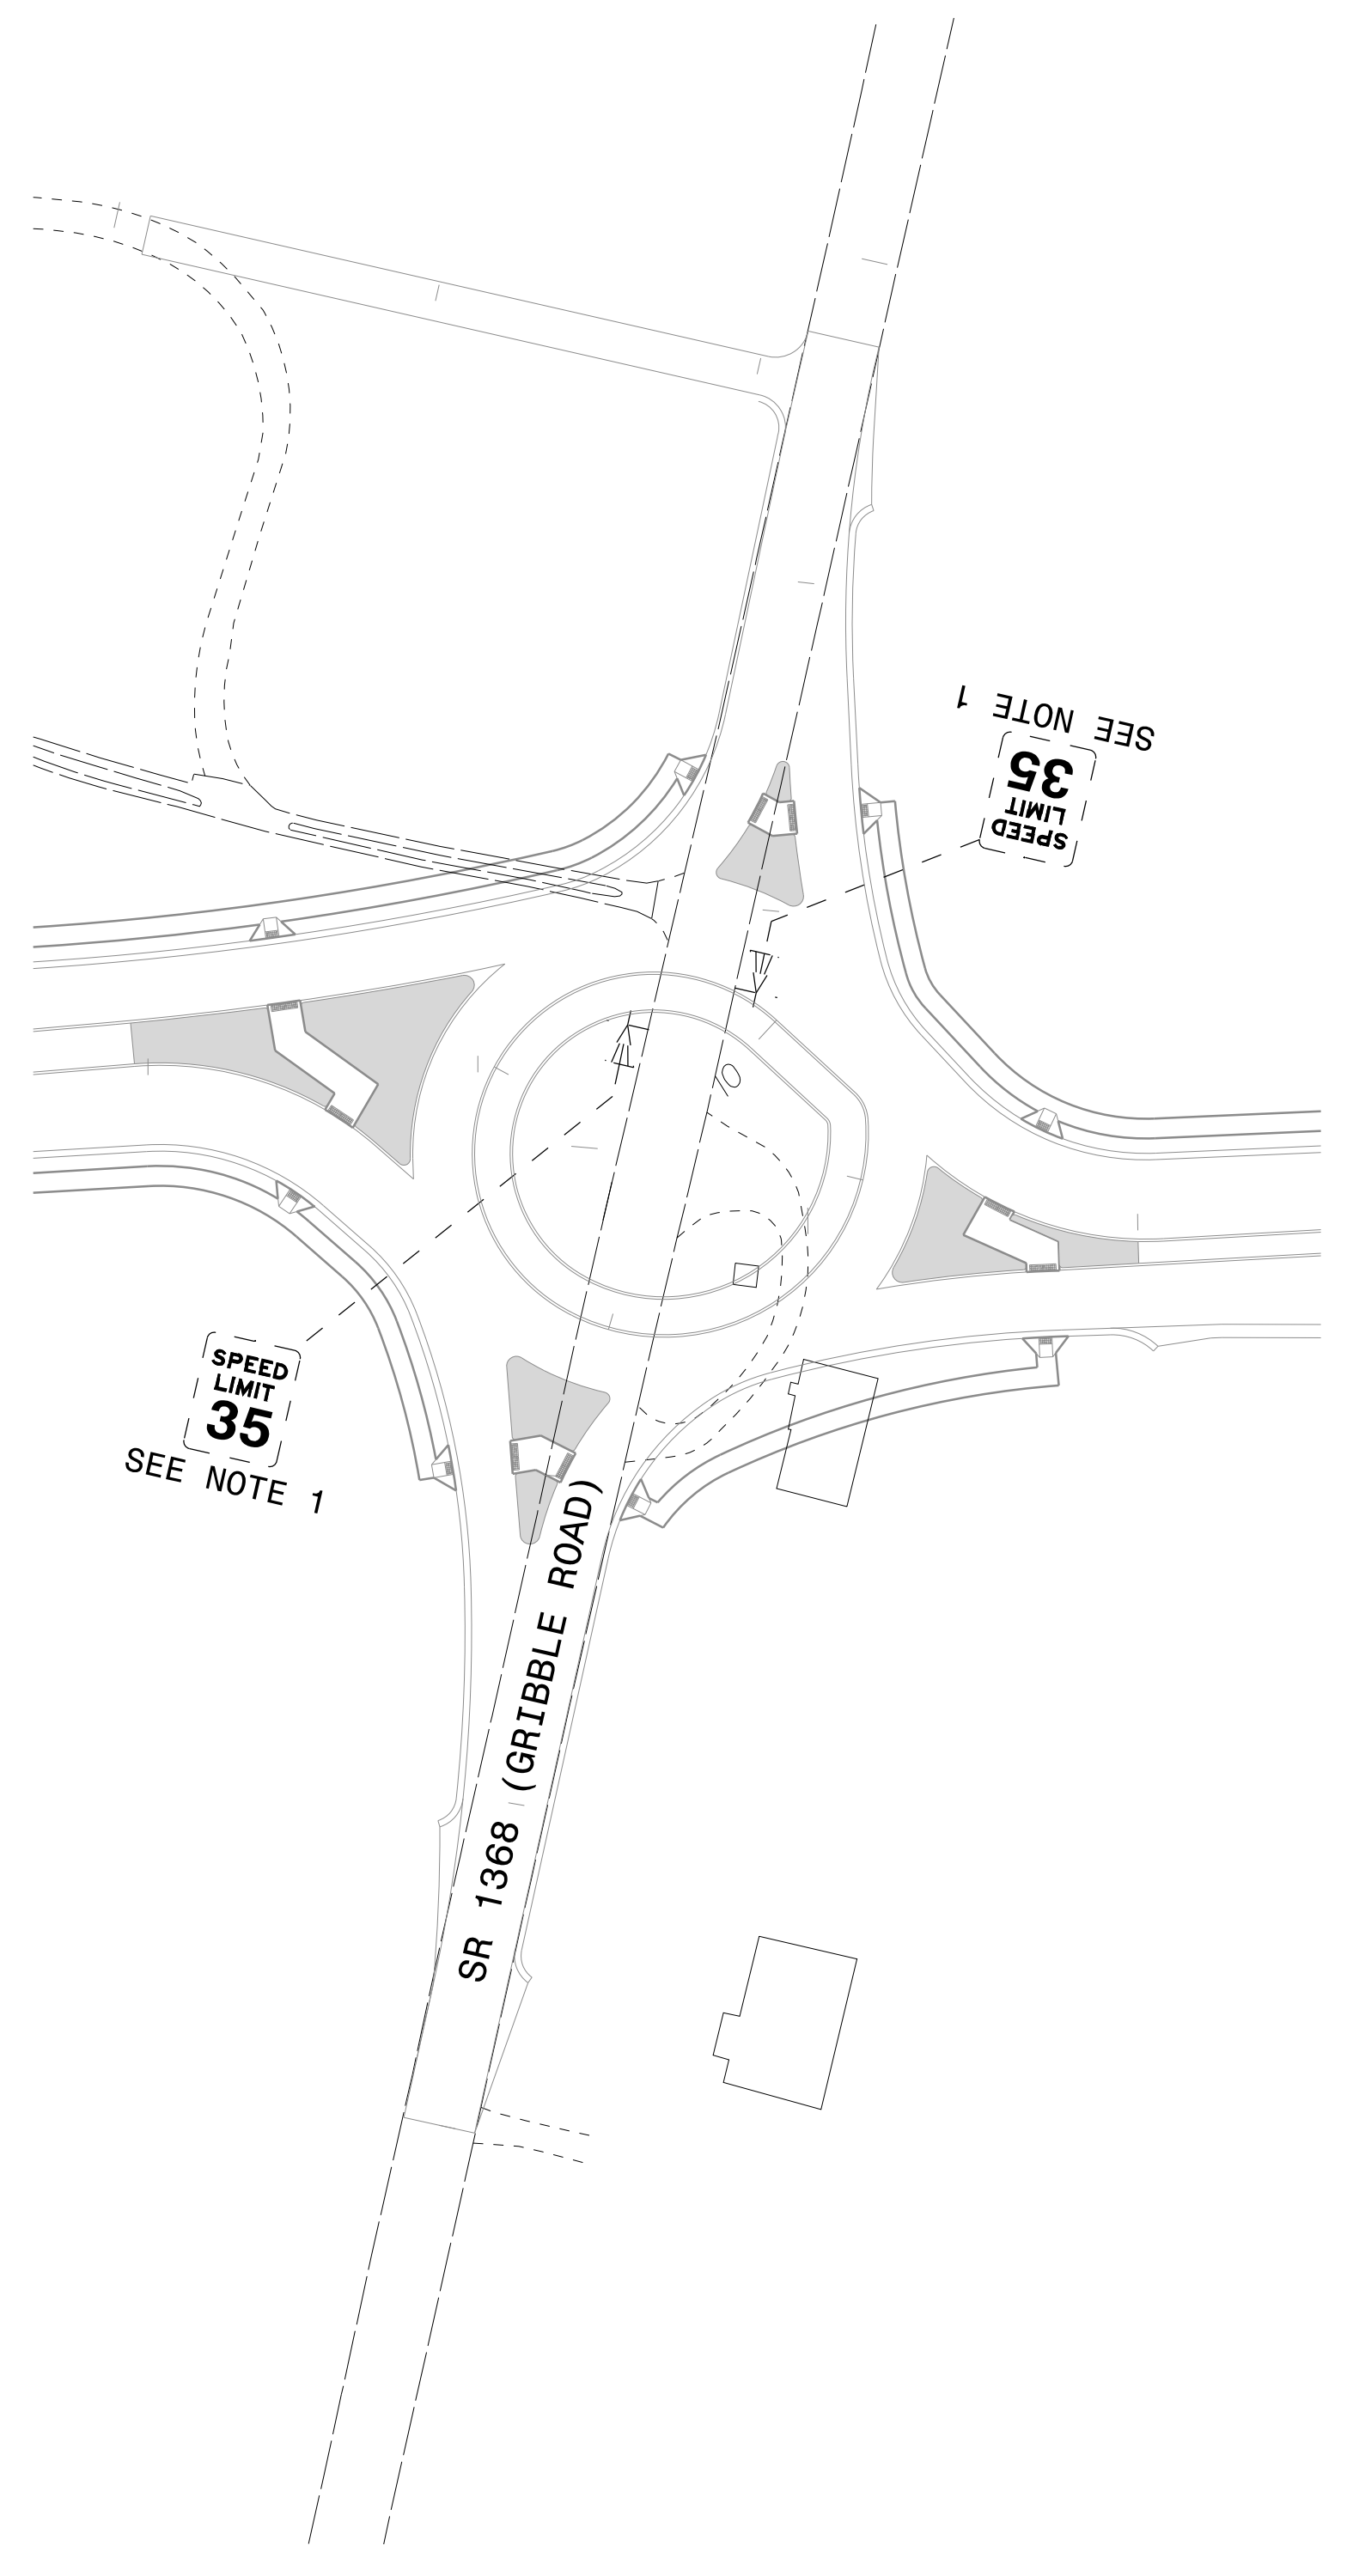 SEE NOTE 1
SPEED
LIMIT
35
SPEED
LIMIT
35
SEE NOTE 1
SR 1368 (GRIBBLE ROAD)